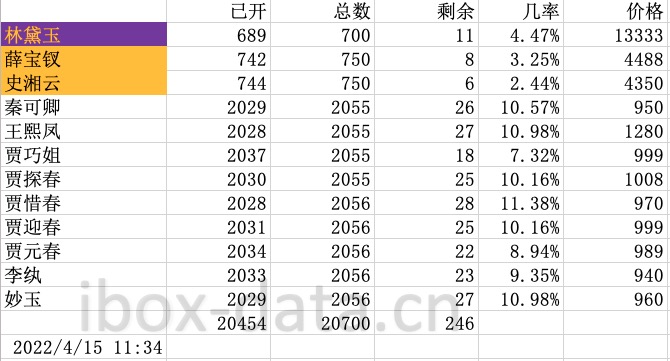 已开 总数 剩余 几率 价格
林黛玉 689 700 11 4.47% 13333
薛宝钗 742 750 8 3.25% 4488
史湘云 744 750 6 2.44% 4350
秦可卿 2029 2055 26 10.57% 950
王熙凤 2028 2055 27 10.98% 1280
贾巧姐 2037 2055 18 7.32% 999
贾探春 2030 2055 25 10.16% 1008
贾惜春 2028 2056 28 11.38% 970
贾迎春 2031 2056 25 10.16% 999
贾元春 2034 2056 22 8.94% 989
李纨 2033 2056 23 9.35% 940
妙玉 2029 2056 27 10.98% 960
20454 20700 246
2022/4/15 11:34
ibox-data.cn